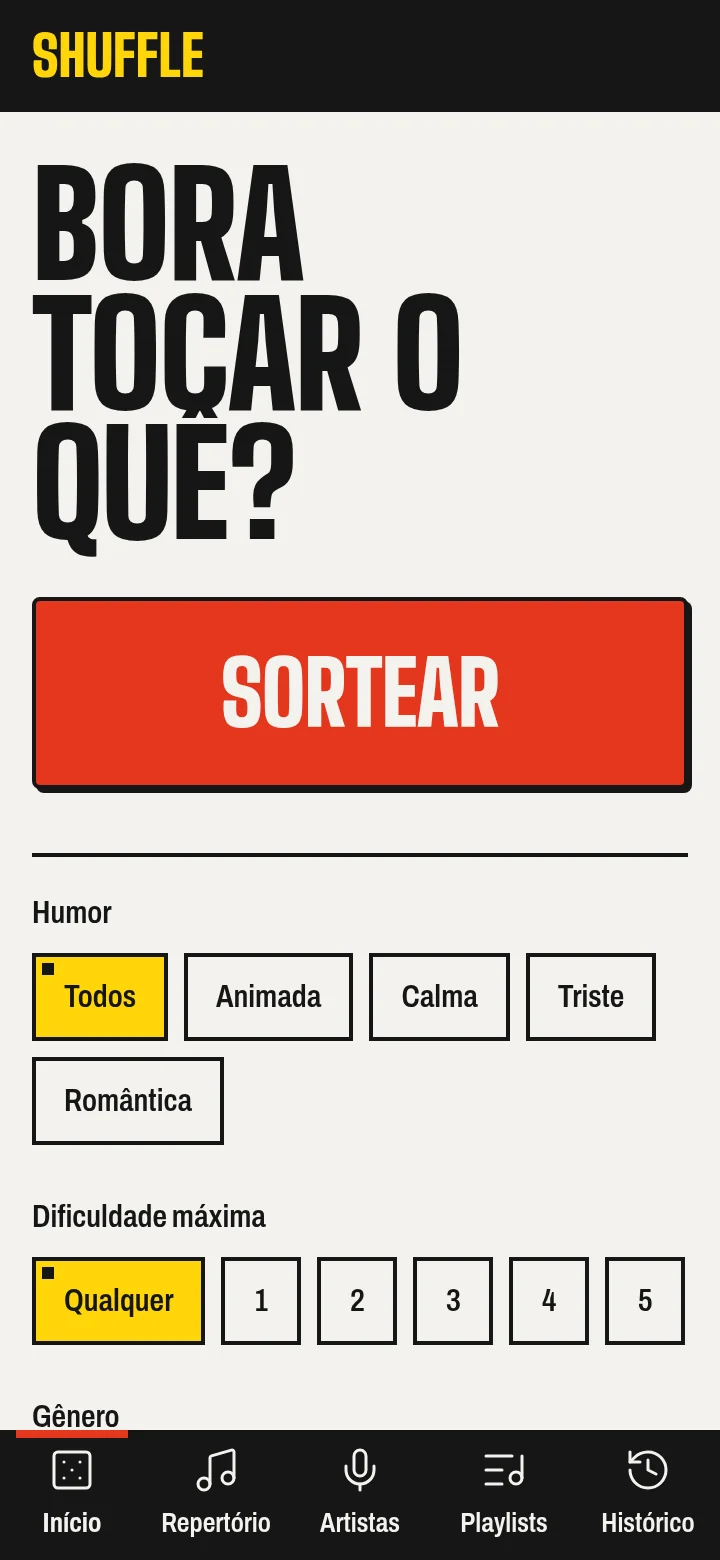 SHUFFLE
BORA
TOCAR O
QUÊ?
SORTEAR
Humor
Todos
Animada
Calma
Triste
Romântica
Dificuldade máxima
Qualquer
1
2
3
4
5
Gênero
Início
Repertório
Artistas
Playlists
Histórico